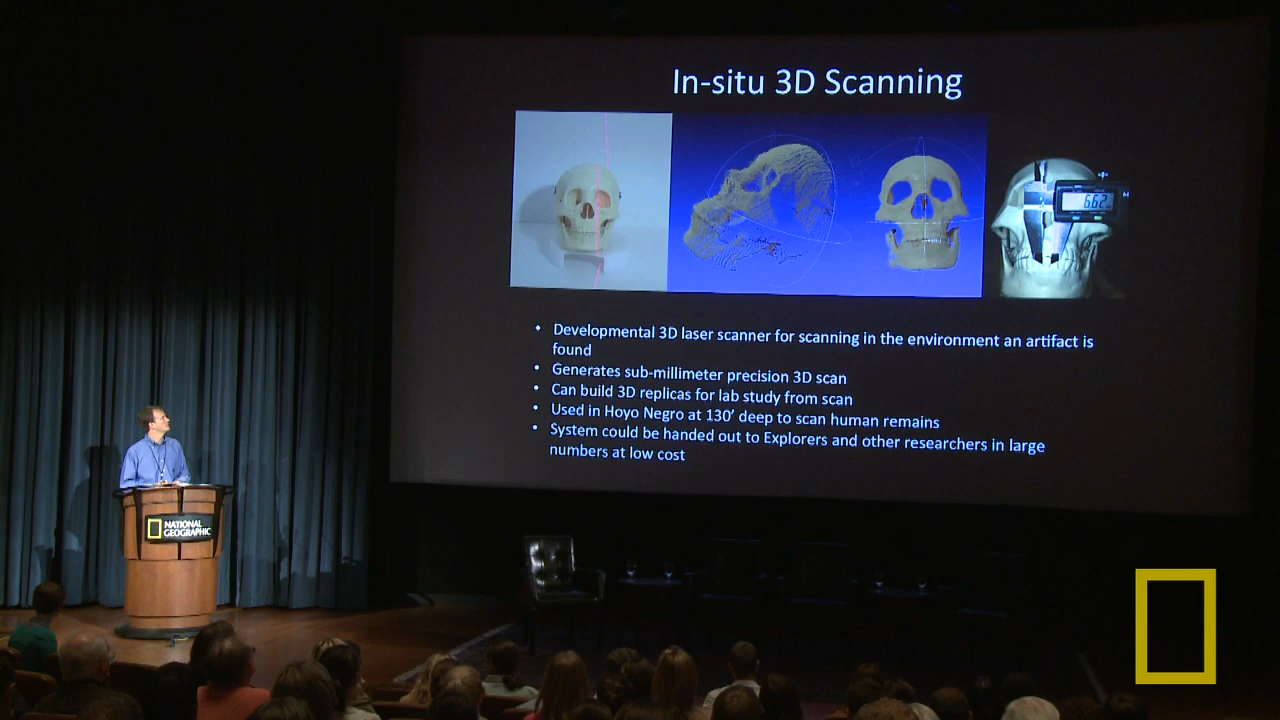 In-situ 3D Scanning
6.62
• Developmental 3D laser scanner for scanning in the environment an artifact is
found
• Generates sub-millimeter precision 3D scan
• Can build 3D replicas for lab study from scan
• Used in Hoyo Negro at 130’ deep to scan human remains
• System could be handed out to Explorers and other researchers in large
numbers at low cost
NATIONAL
GEOGRAPHIC